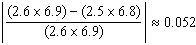 |((2.6 × 6.9) − (2.5 × 6.8)) / (2.6 × 6.9)| ≈ 0.052